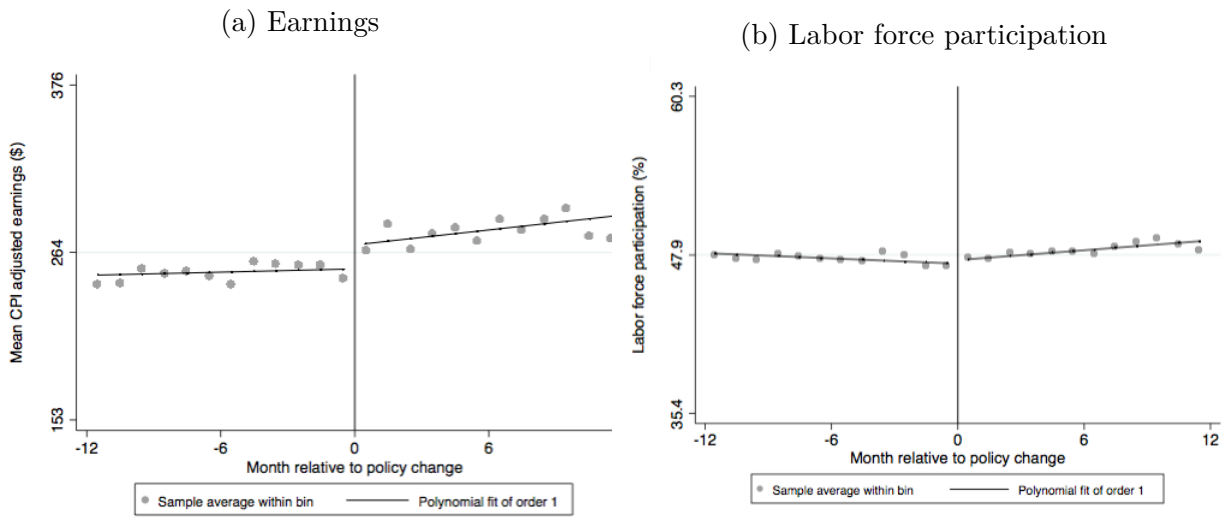 (a) Earnings
Mean CPI adjusted earnings ($)
376
264
153
-12 -6 0 6
Month relative to policy change
Sample average within bin Polynomial fit of order 1
(b) Labor force participation
Labor force participation (%)
60.3
47.9
35.4
-12 -6 0 6 12
Month relative to policy change
Sample average within bin Polynomial fit of order 1